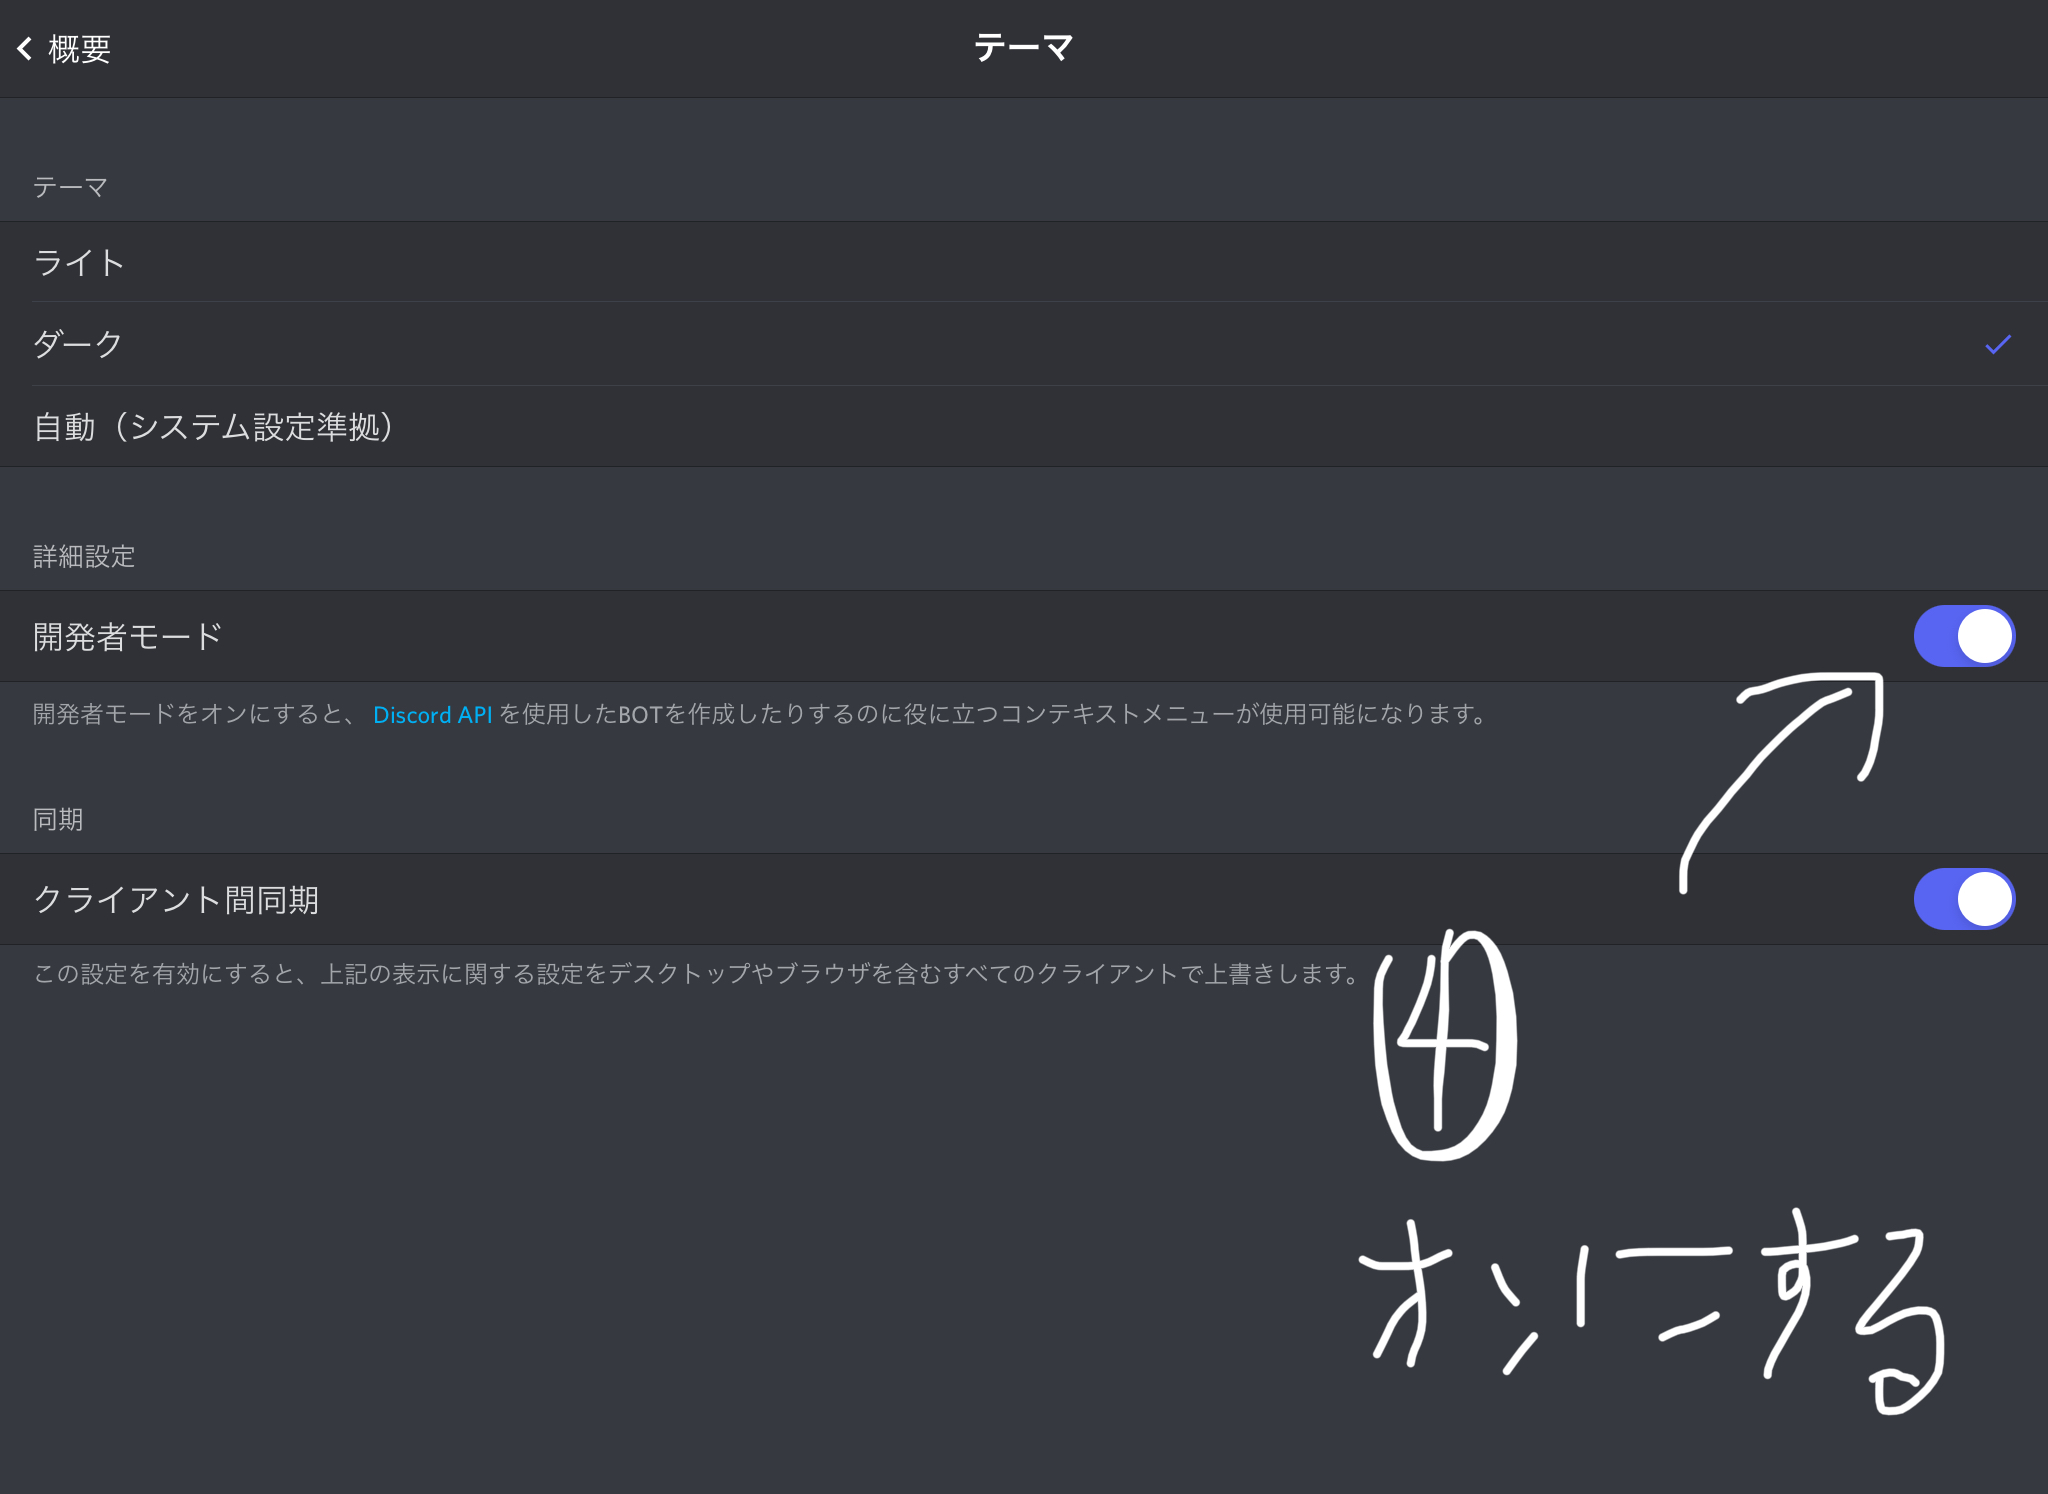 概要
テーマ
テーマ
ライト
ダーク
自動（システム設定準拠）
詳細設定
開発者モード
開発者モードをオンにすると、 Discord API を使用したBOTを作成したりするのに役に立つコンテキストメニューが使用可能になります。
同期
クライアント間同期
この設定を有効にすると、上記の表示に関する設定をデスクトップやブラウザを含むすべてのクライアントで上書きします。
④
オンにする